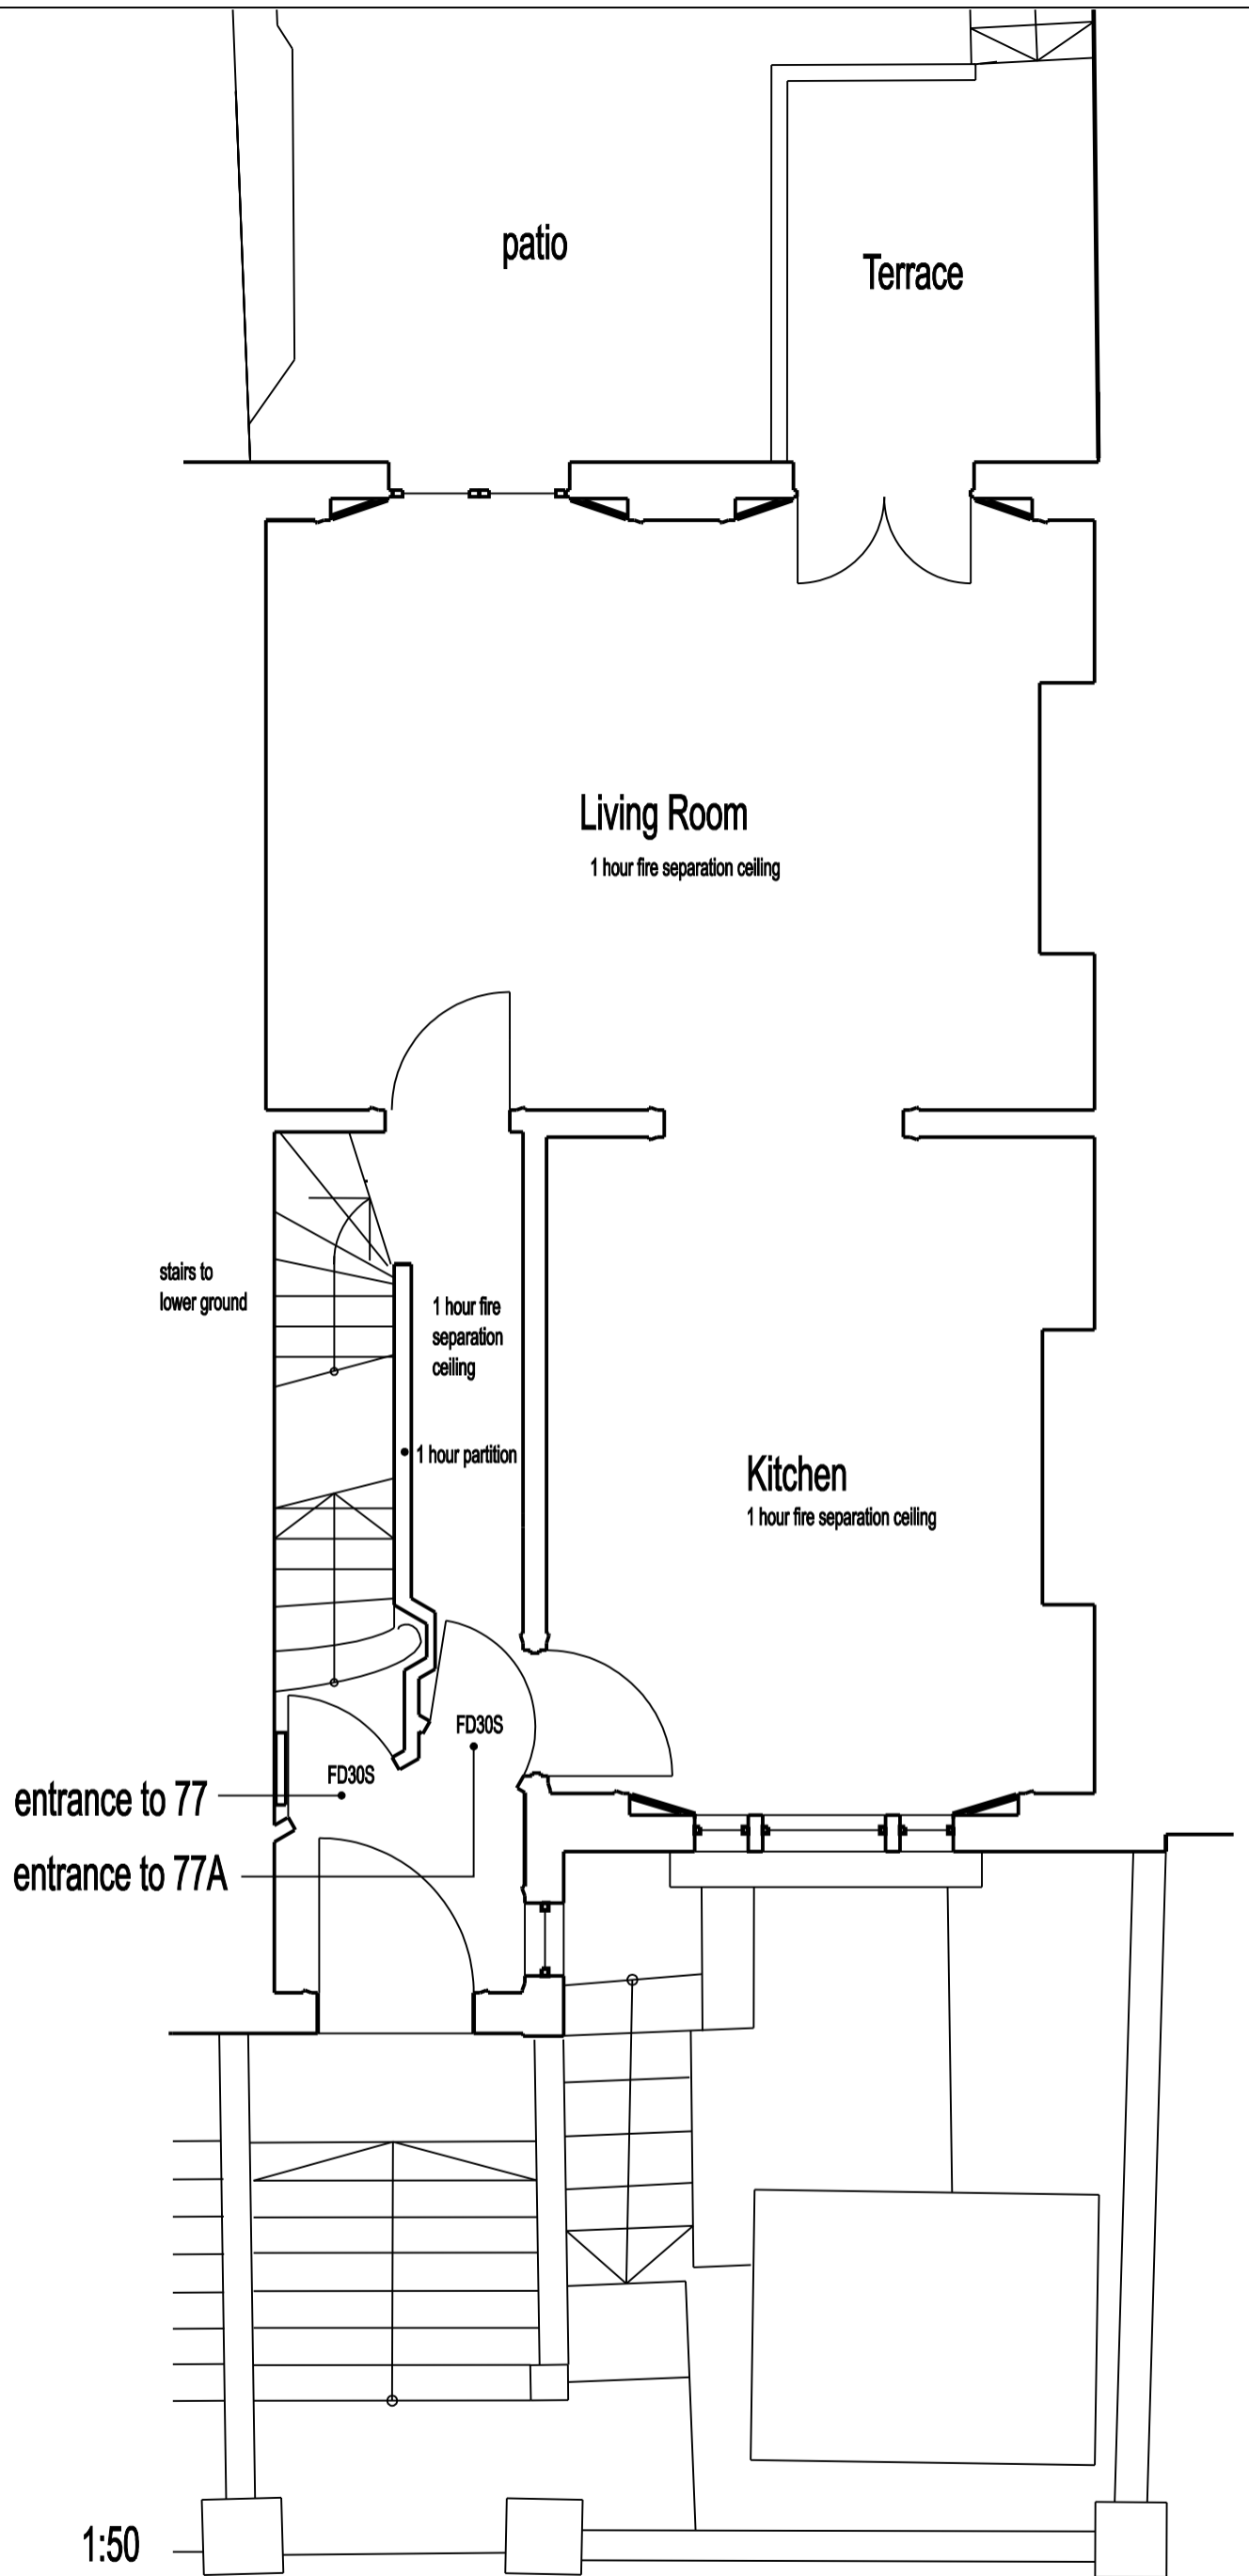 patio
Terrace
Living Room
1 hour fire separation ceiling
stairs to
lower ground
1 hour fire
separation
ceiling
1 hour partition
Kitchen
1 hour fire separation ceiling
FD30S
FD30S
entrance to 77
entrance to 77A
1:50